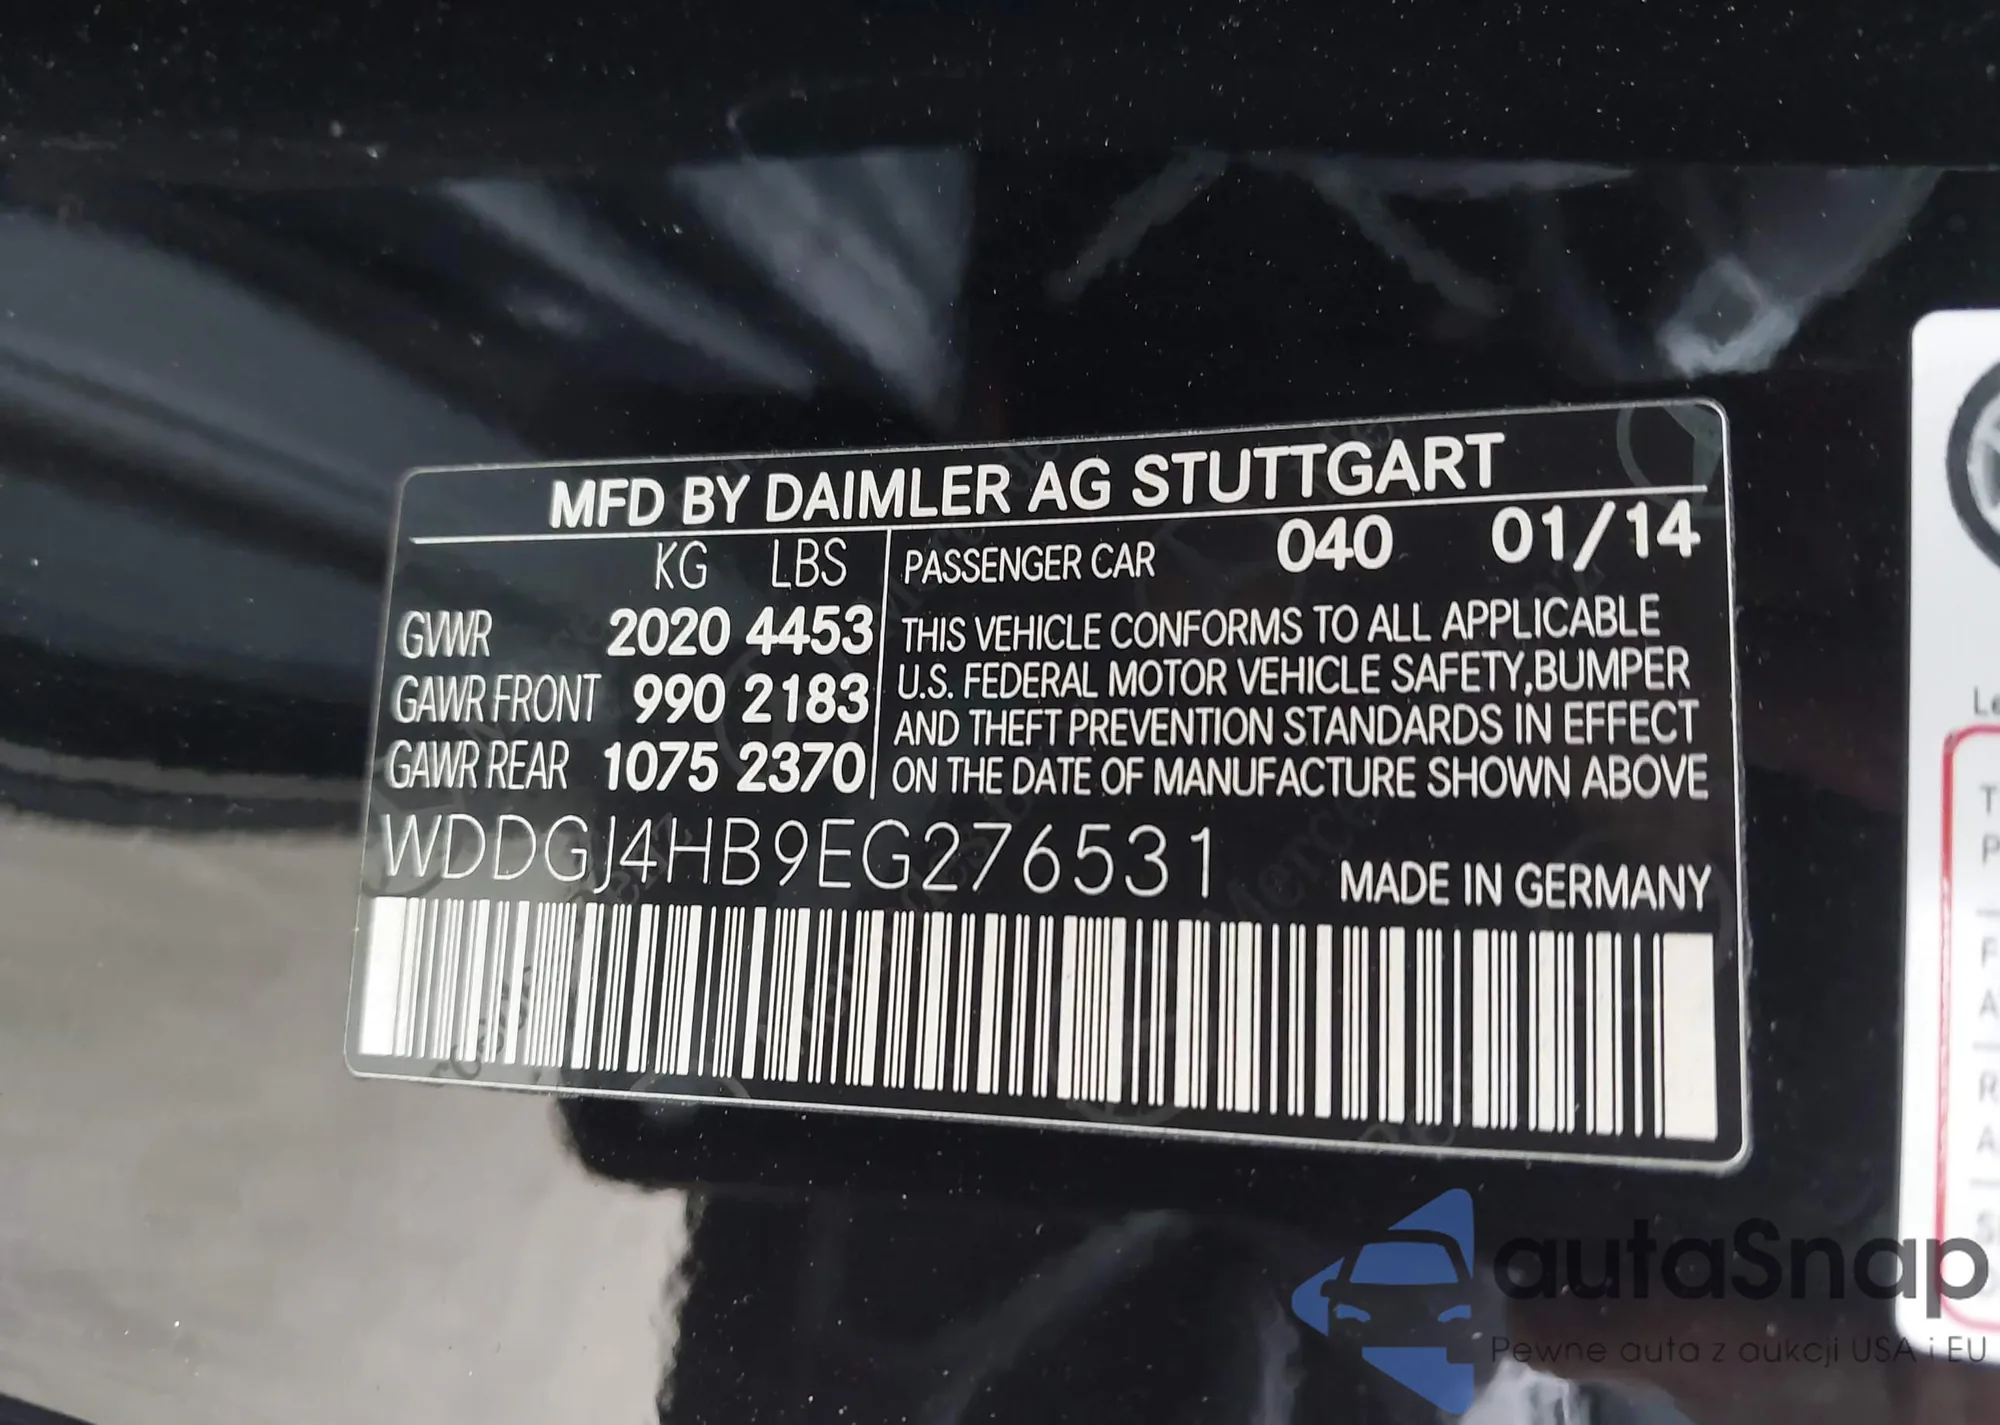 MFD BY DAIMLER AG STUTTGART
KG LBS
GVWR 2020 4453
GAWR FRONT 990 2183
GAWR REAR 1075 2370
PASSENGER CAR 040 01/14
THIS VEHICLE CONFORMS TO ALL APPLICABLE
U.S. FEDERAL MOTOR VEHICLE SAFETY,BUMPER
AND THEFT PREVENTION STANDARDS IN EFFECT
ON THE DATE OF MANUFACTURE SHOWN ABOVE
WDDGJ4HB9EG276531
MADE IN GERMANY
autaSnap
Pewne auta z aukcji USA i EU